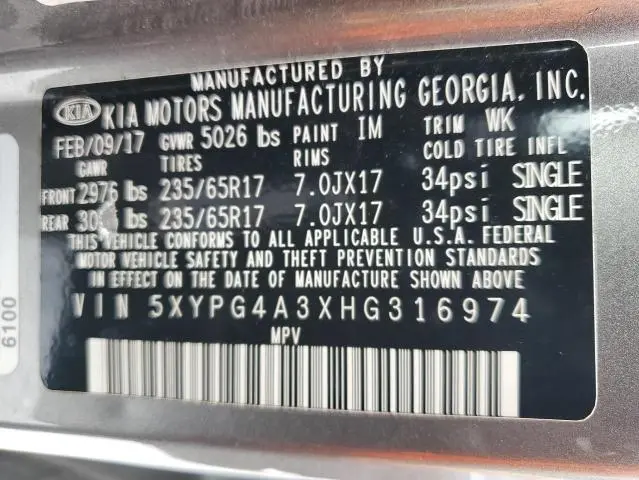 MANUFACTURED BY
KIA KIA MOTORS MANUFACTURING GEORGIA, INC.
FEB/09/17 GVWR 5026 lbs PAINT IM TRIM WK
GAWR TIRES RIMS COLD TIRE INFL
FRONT 2976 lbs 235/65R17 7.0JX17 34psi SINGLE
REAR lbs 235/65R17 7.0JX17 34psi SINGLE
THIS VEHICLE CONFORMS TO ALL APPLICABLE U.S.A. FEDERAL
MOTOR VEHICLE SAFETY AND THEFT PREVENTION STANDARDS
IN EFFECT ON THE DATE OF MANUFACTURE SHOWN ABOVE.
VIN 5XYPG4A3XHG316974
MPV
6100